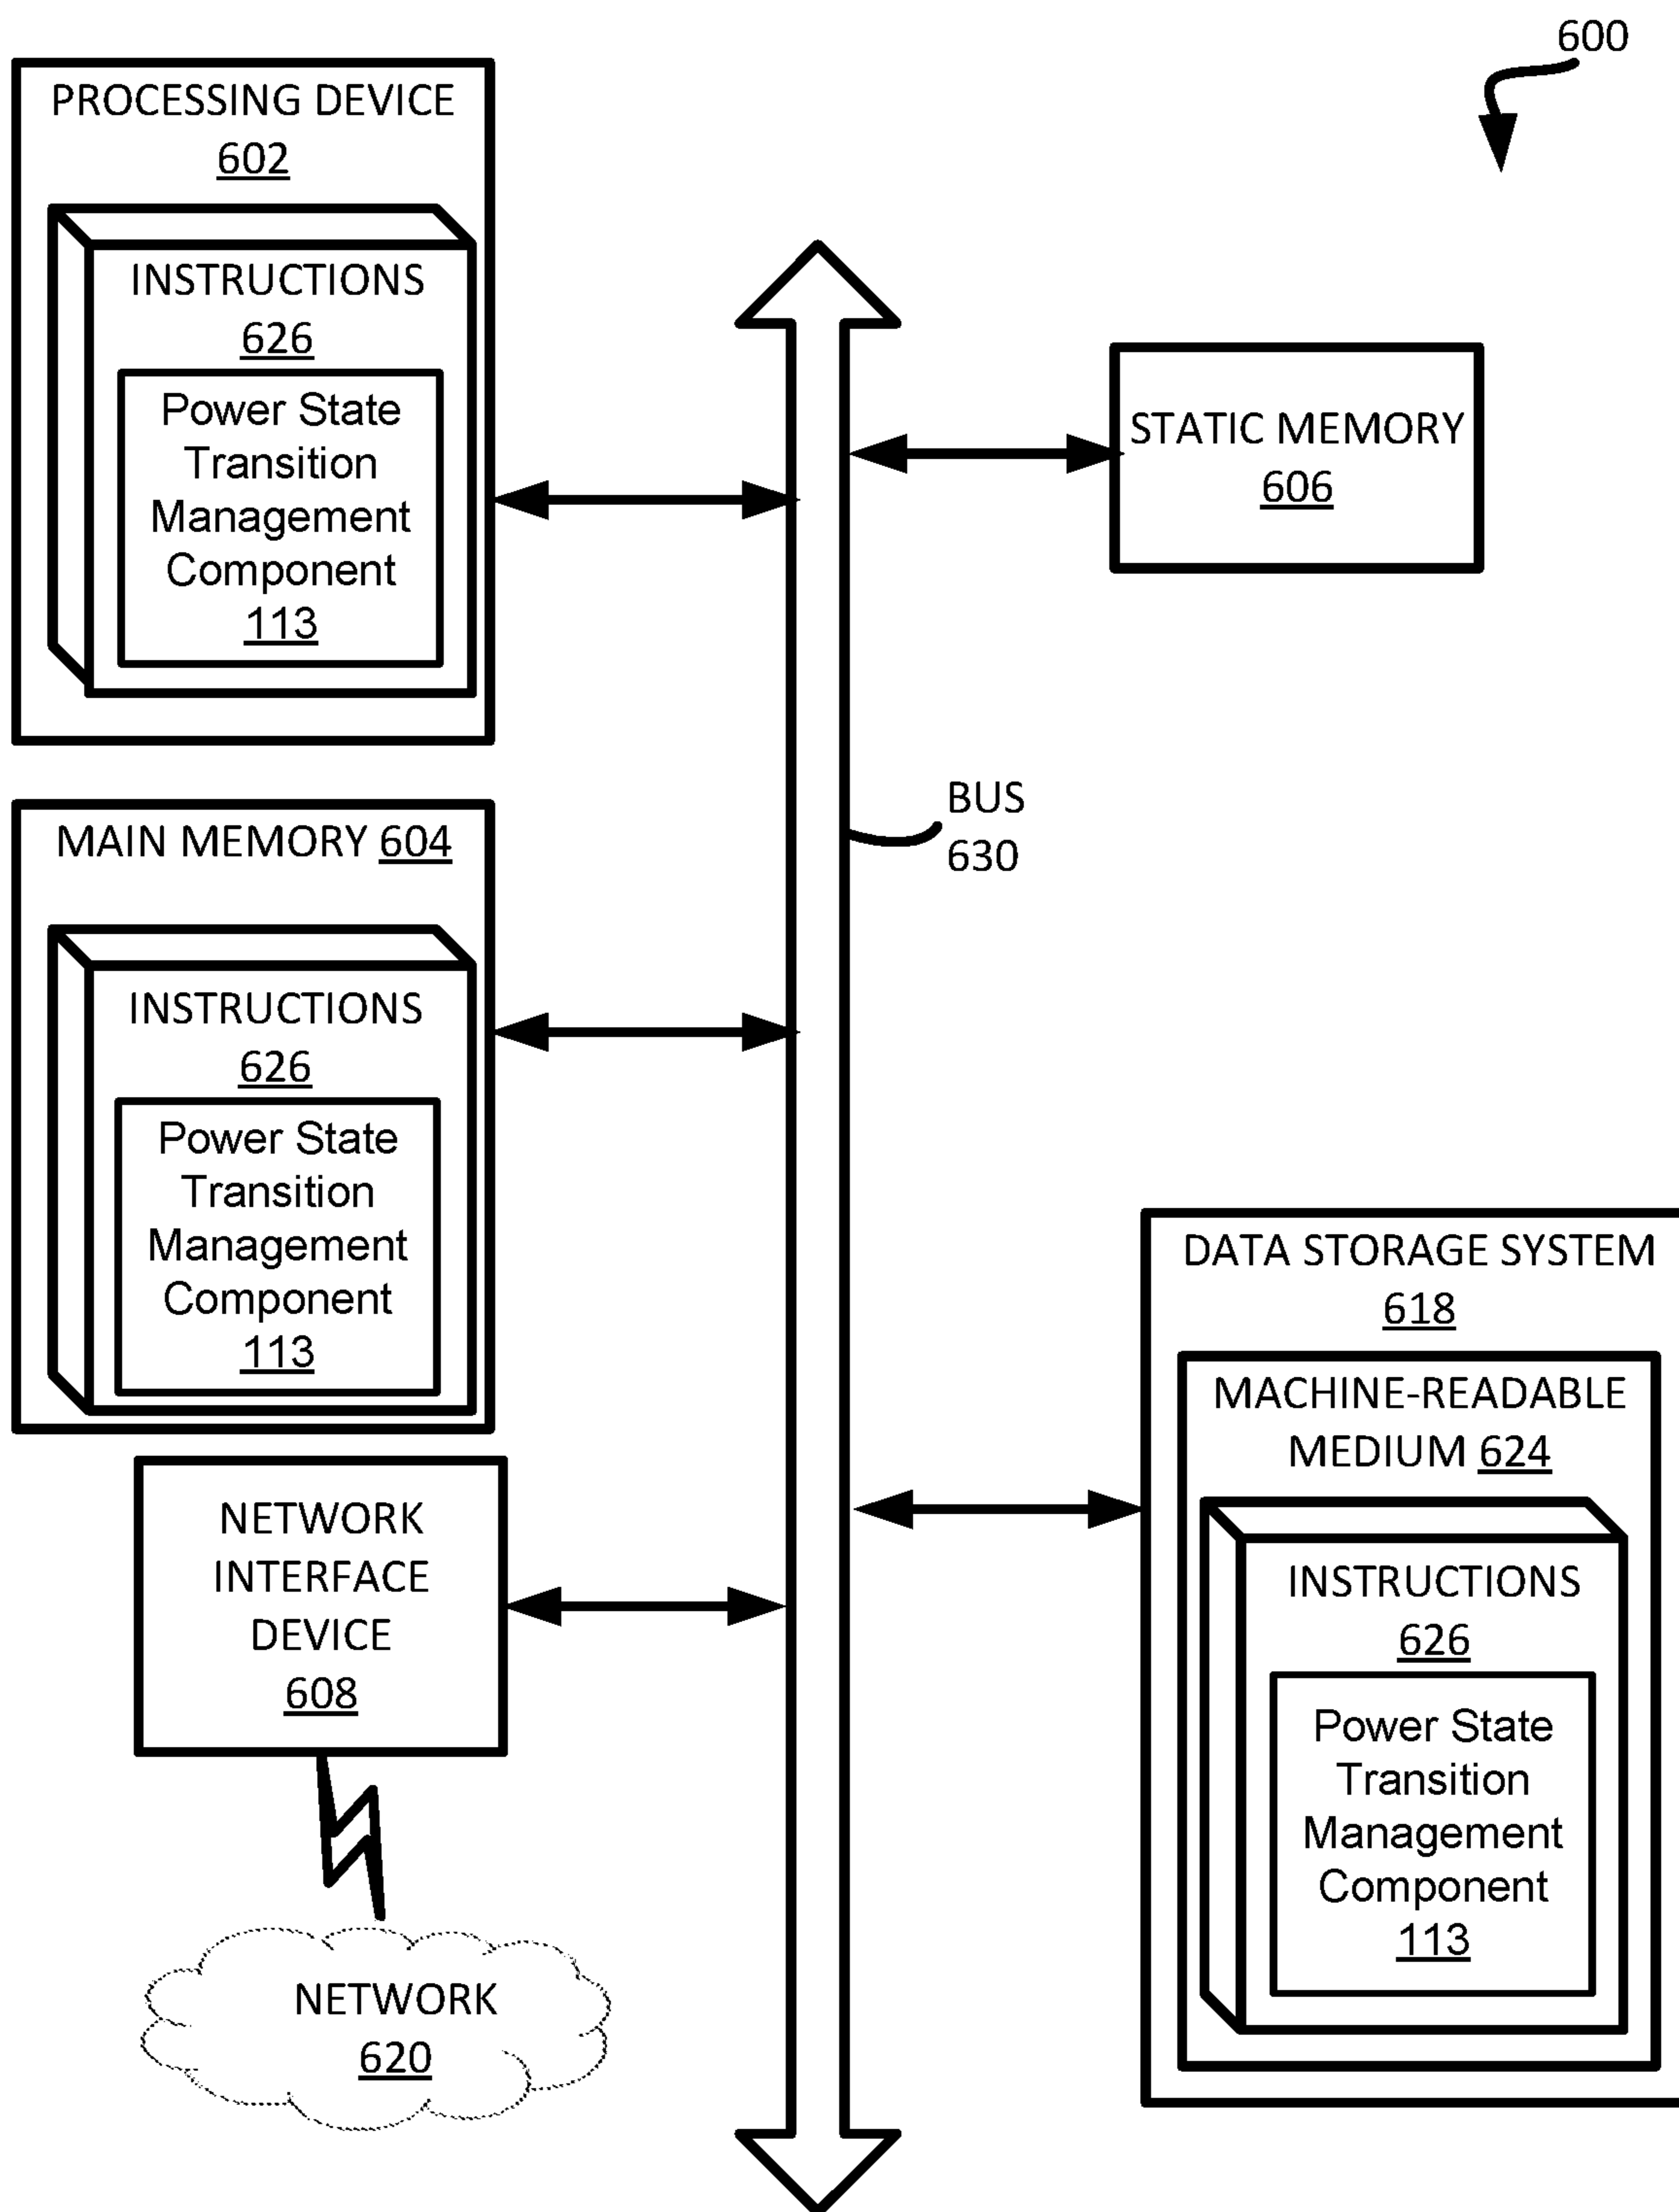 600
PROCESSING DEVICE
602
INSTRUCTIONS
626
Power State
Transition
Management
Component
113
STATIC MEMORY
606
BUS
630
MAIN MEMORY 604
INSTRUCTIONS
626
Power State
Transition
Management
Component
113
DATA STORAGE SYSTEM
618
MACHINE-READABLE
MEDIUM 624
INSTRUCTIONS
626
Power State
Transition
Management
Component
113
NETWORK
INTERFACE
DEVICE
608
NETWORK
620